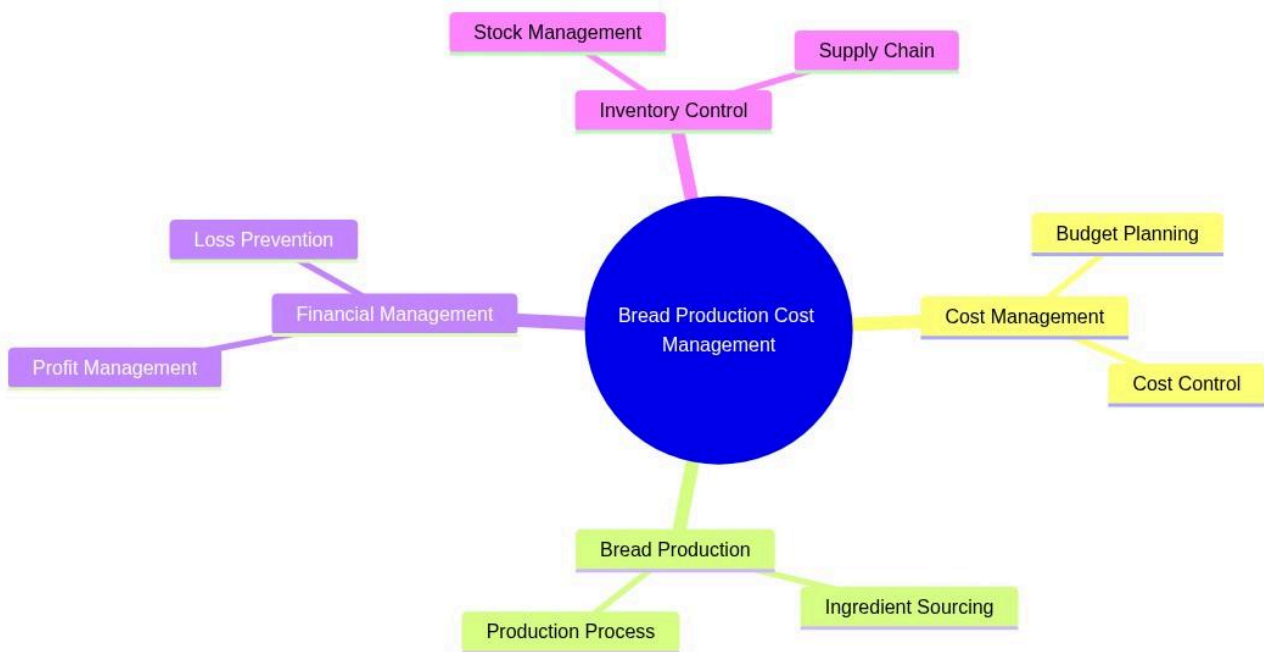 Stock Management
Supply Chain
Inventory Control
Loss Prevention
Budget Planning
Financial Management
Bread Production Cost
Management
Cost Management
Profit Management
Cost Control
Bread Production
Ingredient Sourcing
Production Process